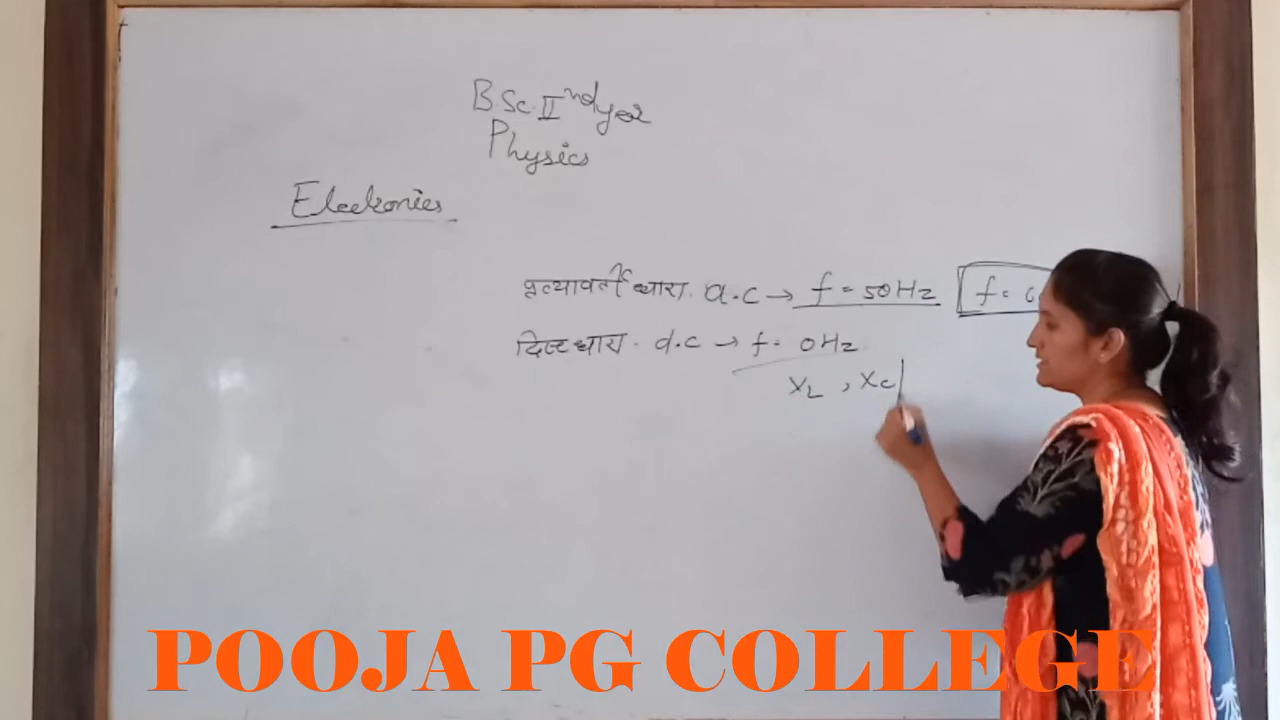 B.Sc. IInd year
Physics
Electronics
प्रत्यावर्ती धारा. a.c → f = 50Hz f =
दिष्ट धारा. d.c → f = 0Hz
XL , XC
POOJA PG COLLEGE